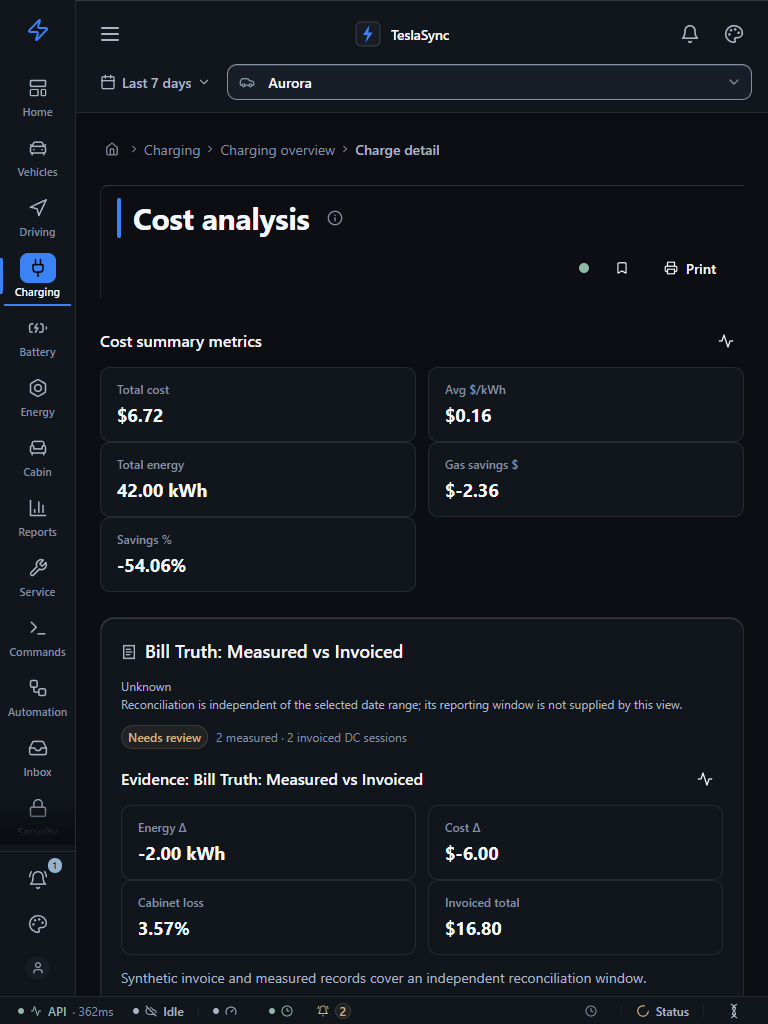 TeslaSync
Last 7 days
Aurora
Home
Vehicles
Driving
Charging
Battery
Energy
Cabin
Reports
Service
Commands
Automation
Inbox
Security
1
Charging > Charging overview > Charge detail
Cost analysis
Print
Cost summary metrics
Total cost
$6.72
Avg $/kWh
$0.16
Total energy
42.00 kWh
Gas savings $
$-2.36
Savings %
-54.06%
Bill Truth: Measured vs Invoiced
Unknown
Reconciliation is independent of the selected date range; its reporting window is not supplied by this view.
Needs review 2 measured · 2 invoiced DC sessions
Evidence: Bill Truth: Measured vs Invoiced
Energy Δ
-2.00 kWh
Cost Δ
$-6.00
Cabinet loss
3.57%
Invoiced total
$16.80
Synthetic invoice and measured records cover an independent reconciliation window.
API · 362ms Idle 2 Status